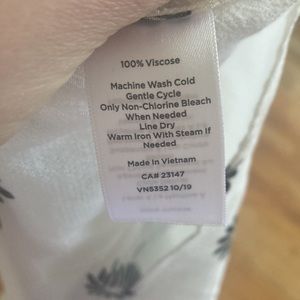 100% Viscose
Machine Wash Cold
Gentle Cycle
Only Non-Chlorine Bleach
When Needed
Line Dry
Warm Iron With Steam If
Needed
Made in Vietnam
CA# 23147
VN5352 10/19